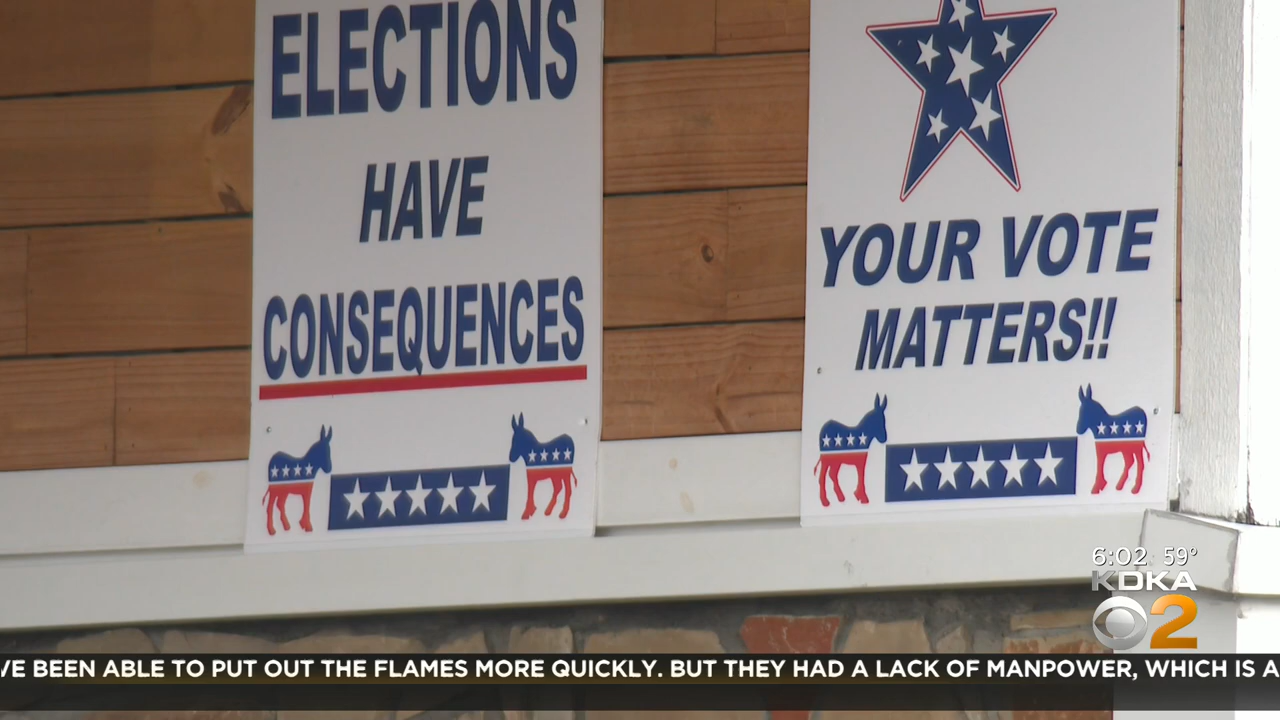 ELECTIONS
HAVE
CONSEQUENCES
YOUR VOTE
MATTERS!!
6:02 59°
KDKA
2
VE BEEN ABLE TO PUT OUT THE FLAMES MORE QUICKLY. BUT THEY HAD A LACK OF MANPOWER, WHICH IS A